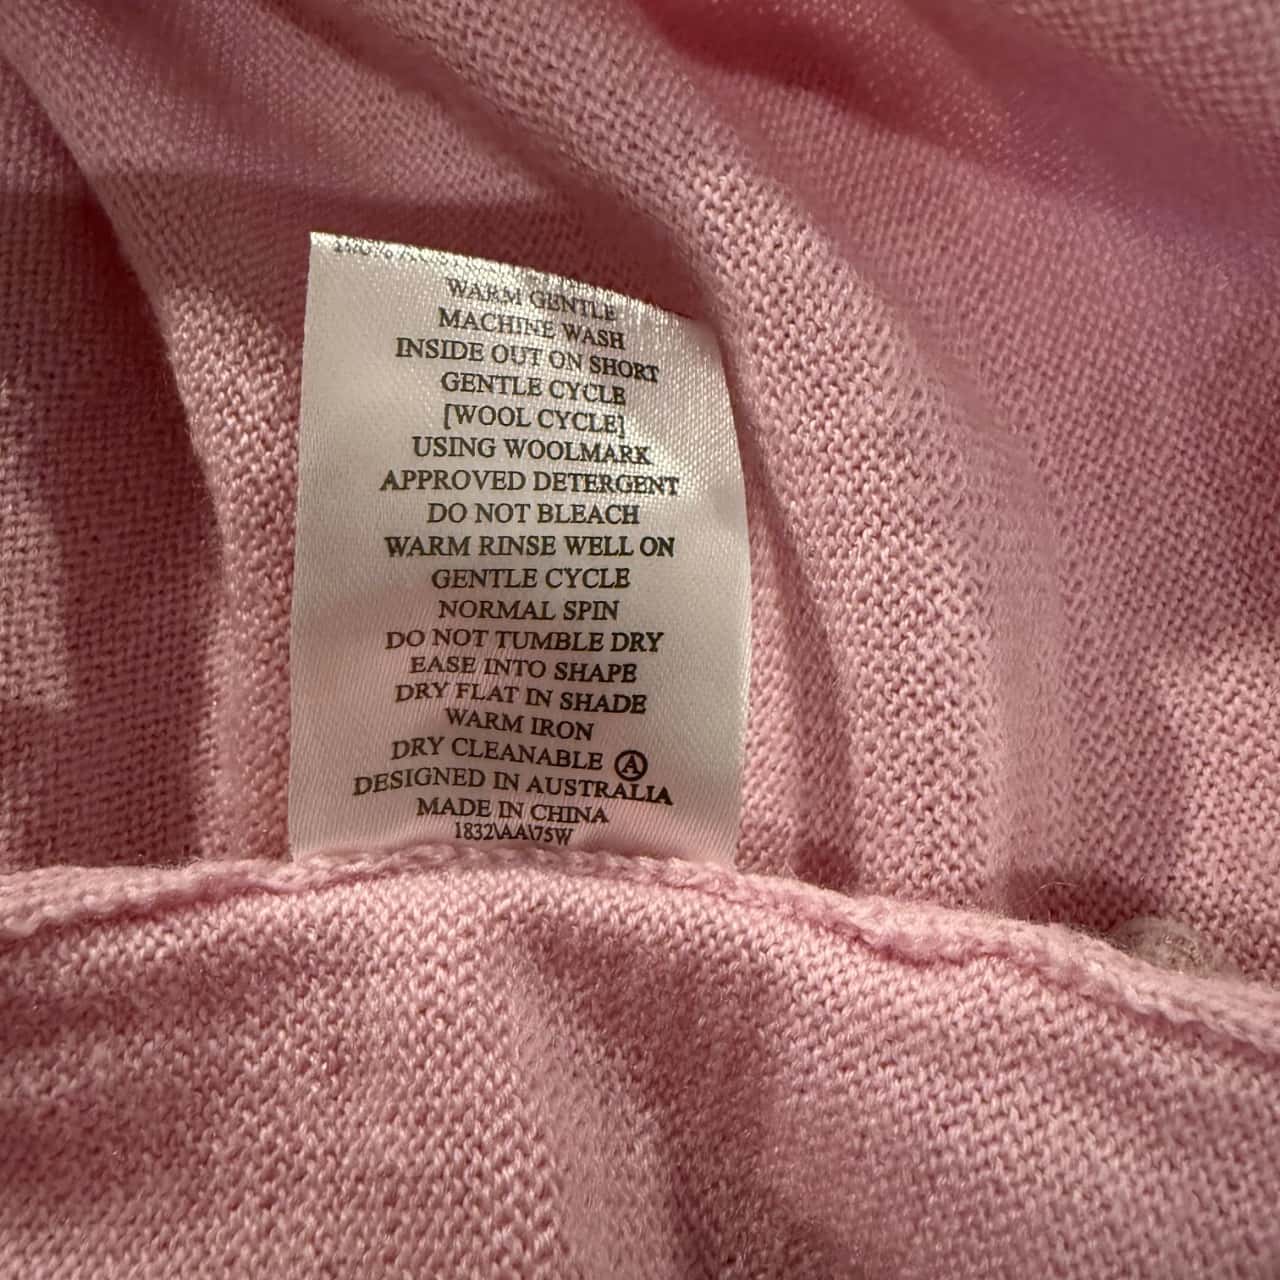 WARM GENTLE
MACHINE WASH
INSIDE OUT ON SHORT
GENTLE CYCLE
[WOOL CYCLE]
USING WOOLMARK
APPROVED DETERGENT
DO NOT BLEACH
WARM RINSE WELL ON
GENTLE CYCLE
NORMAL SPIN
DO NOT TUMBLE DRY
EASE INTO SHAPE
DRY FLAT IN SHADE
WARM IRON
DRY CLEANABLE Ⓐ
DESIGNED IN AUSTRALIA
MADE IN CHINA
1832\AA\75W